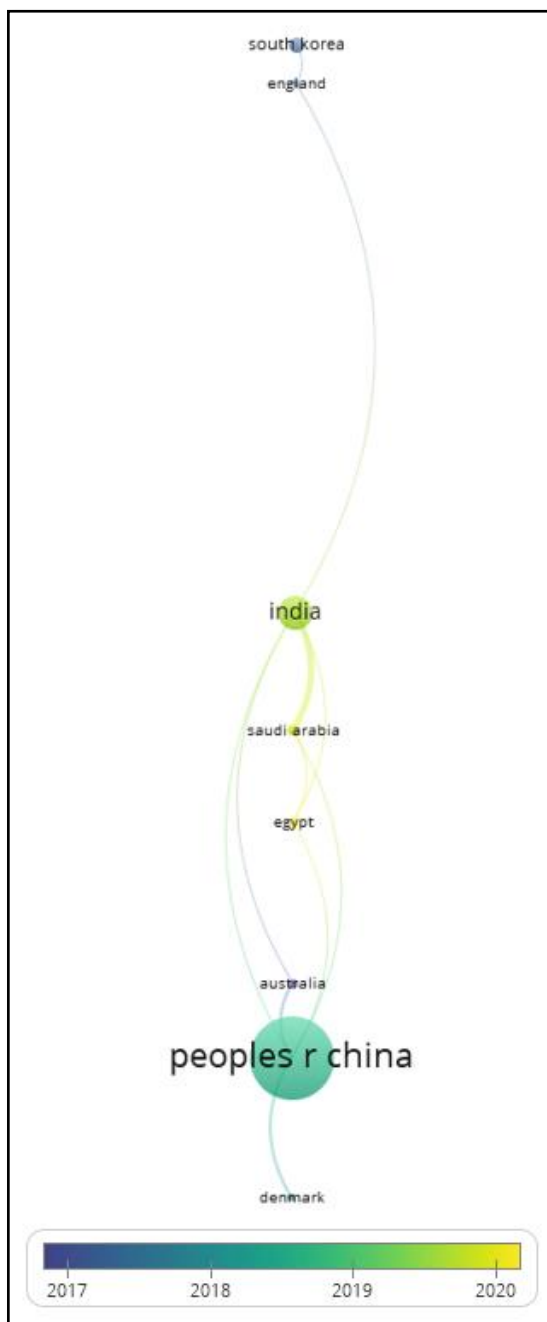 south korea
england
india
saudi arabia
egypt
australia
peoples r china
denmark
2017 2018 2019 2020